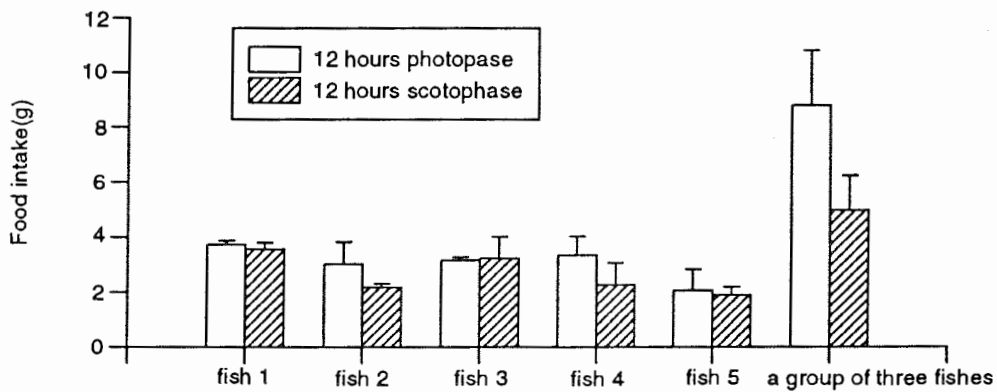 12
10
8
6
4
2
0
Food intake(g)
12 hours photopase
12 hours scotophase
fish 1
fish 2
fish 3
fish 4
fish 5
a group of three fishes